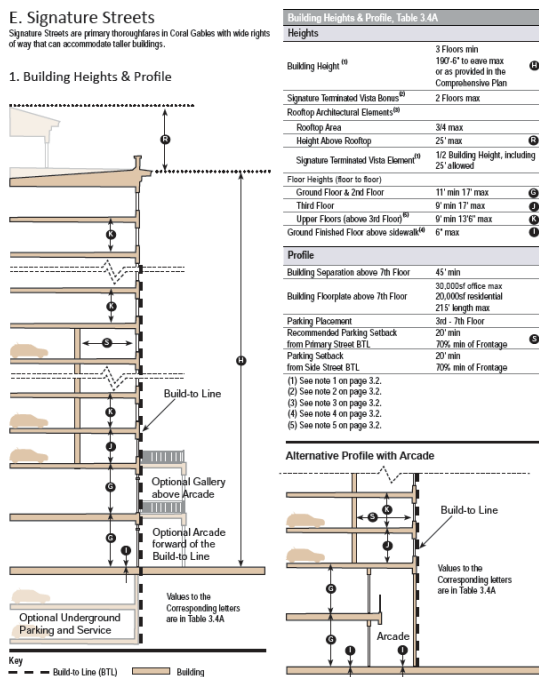 E. Signature Streets
Signature Streets are primary thoroughfares in Coral Gables with wide rights
of way that can accommodate taller buildings.
1. Building Heights & Profile
R
K
K
S
H
Build-to Line
K
J
G
Optional Gallery
above Arcade
G
Optional Arcade
forward of the
Build-to Line
I
Optional Underground
Parking and Service
Values to the
Corresponding letters
are in Table 3.4A
Key
Build-to Line (BTL)
Building
Building Heights & Profile, Table 3.4A
Heights
Building Height (1)
3 Floors min
190'-6" to eave max
or as provided in the
Comprehensive Plan
H
Signature Terminated Vista Bonus(2) 2 Floors max
Rooftop Architectural Elements(3)
Rooftop Area 3/4 max
Height Above Rooftop 25' max R
Signature Terminated Vista Element(1) 1/2 Building Height, including
25' allowed
Floor Heights (floor to floor)
Ground Floor & 2nd Floor 11' min 17' max G
Third Floor 9' min 17' max J
Upper Floors (above 3rd Floor)(5) 9' min 13'6" max K
Ground Finished Floor above sidewalk(4) 6" max I
Profile
Building Separation above 7th Floor 45' min
Building Floorplate above 7th Floor
30,000sf office max
20,000sf residential
215' length max
Parking Placement 3rd - 7th Floor
Recommended Parking Setback 20' min
from Primary Street BTL 70% min of Frontage S
Parking Setback 20' min
from Side Street BTL 70% min of Frontage
(1) See note 1 on page 3.2.
(2) See note 2 on page 3.2.
(3) See note 3 on page 3.2.
(4) See note 4 on page 3.2.
(5) See note 5 on page 3.2.
Alternative Profile with Arcade
K
S
Build-to Line
J
Values to the
Corresponding letters
are in Table 3.4A
G
G
Arcade
I
I